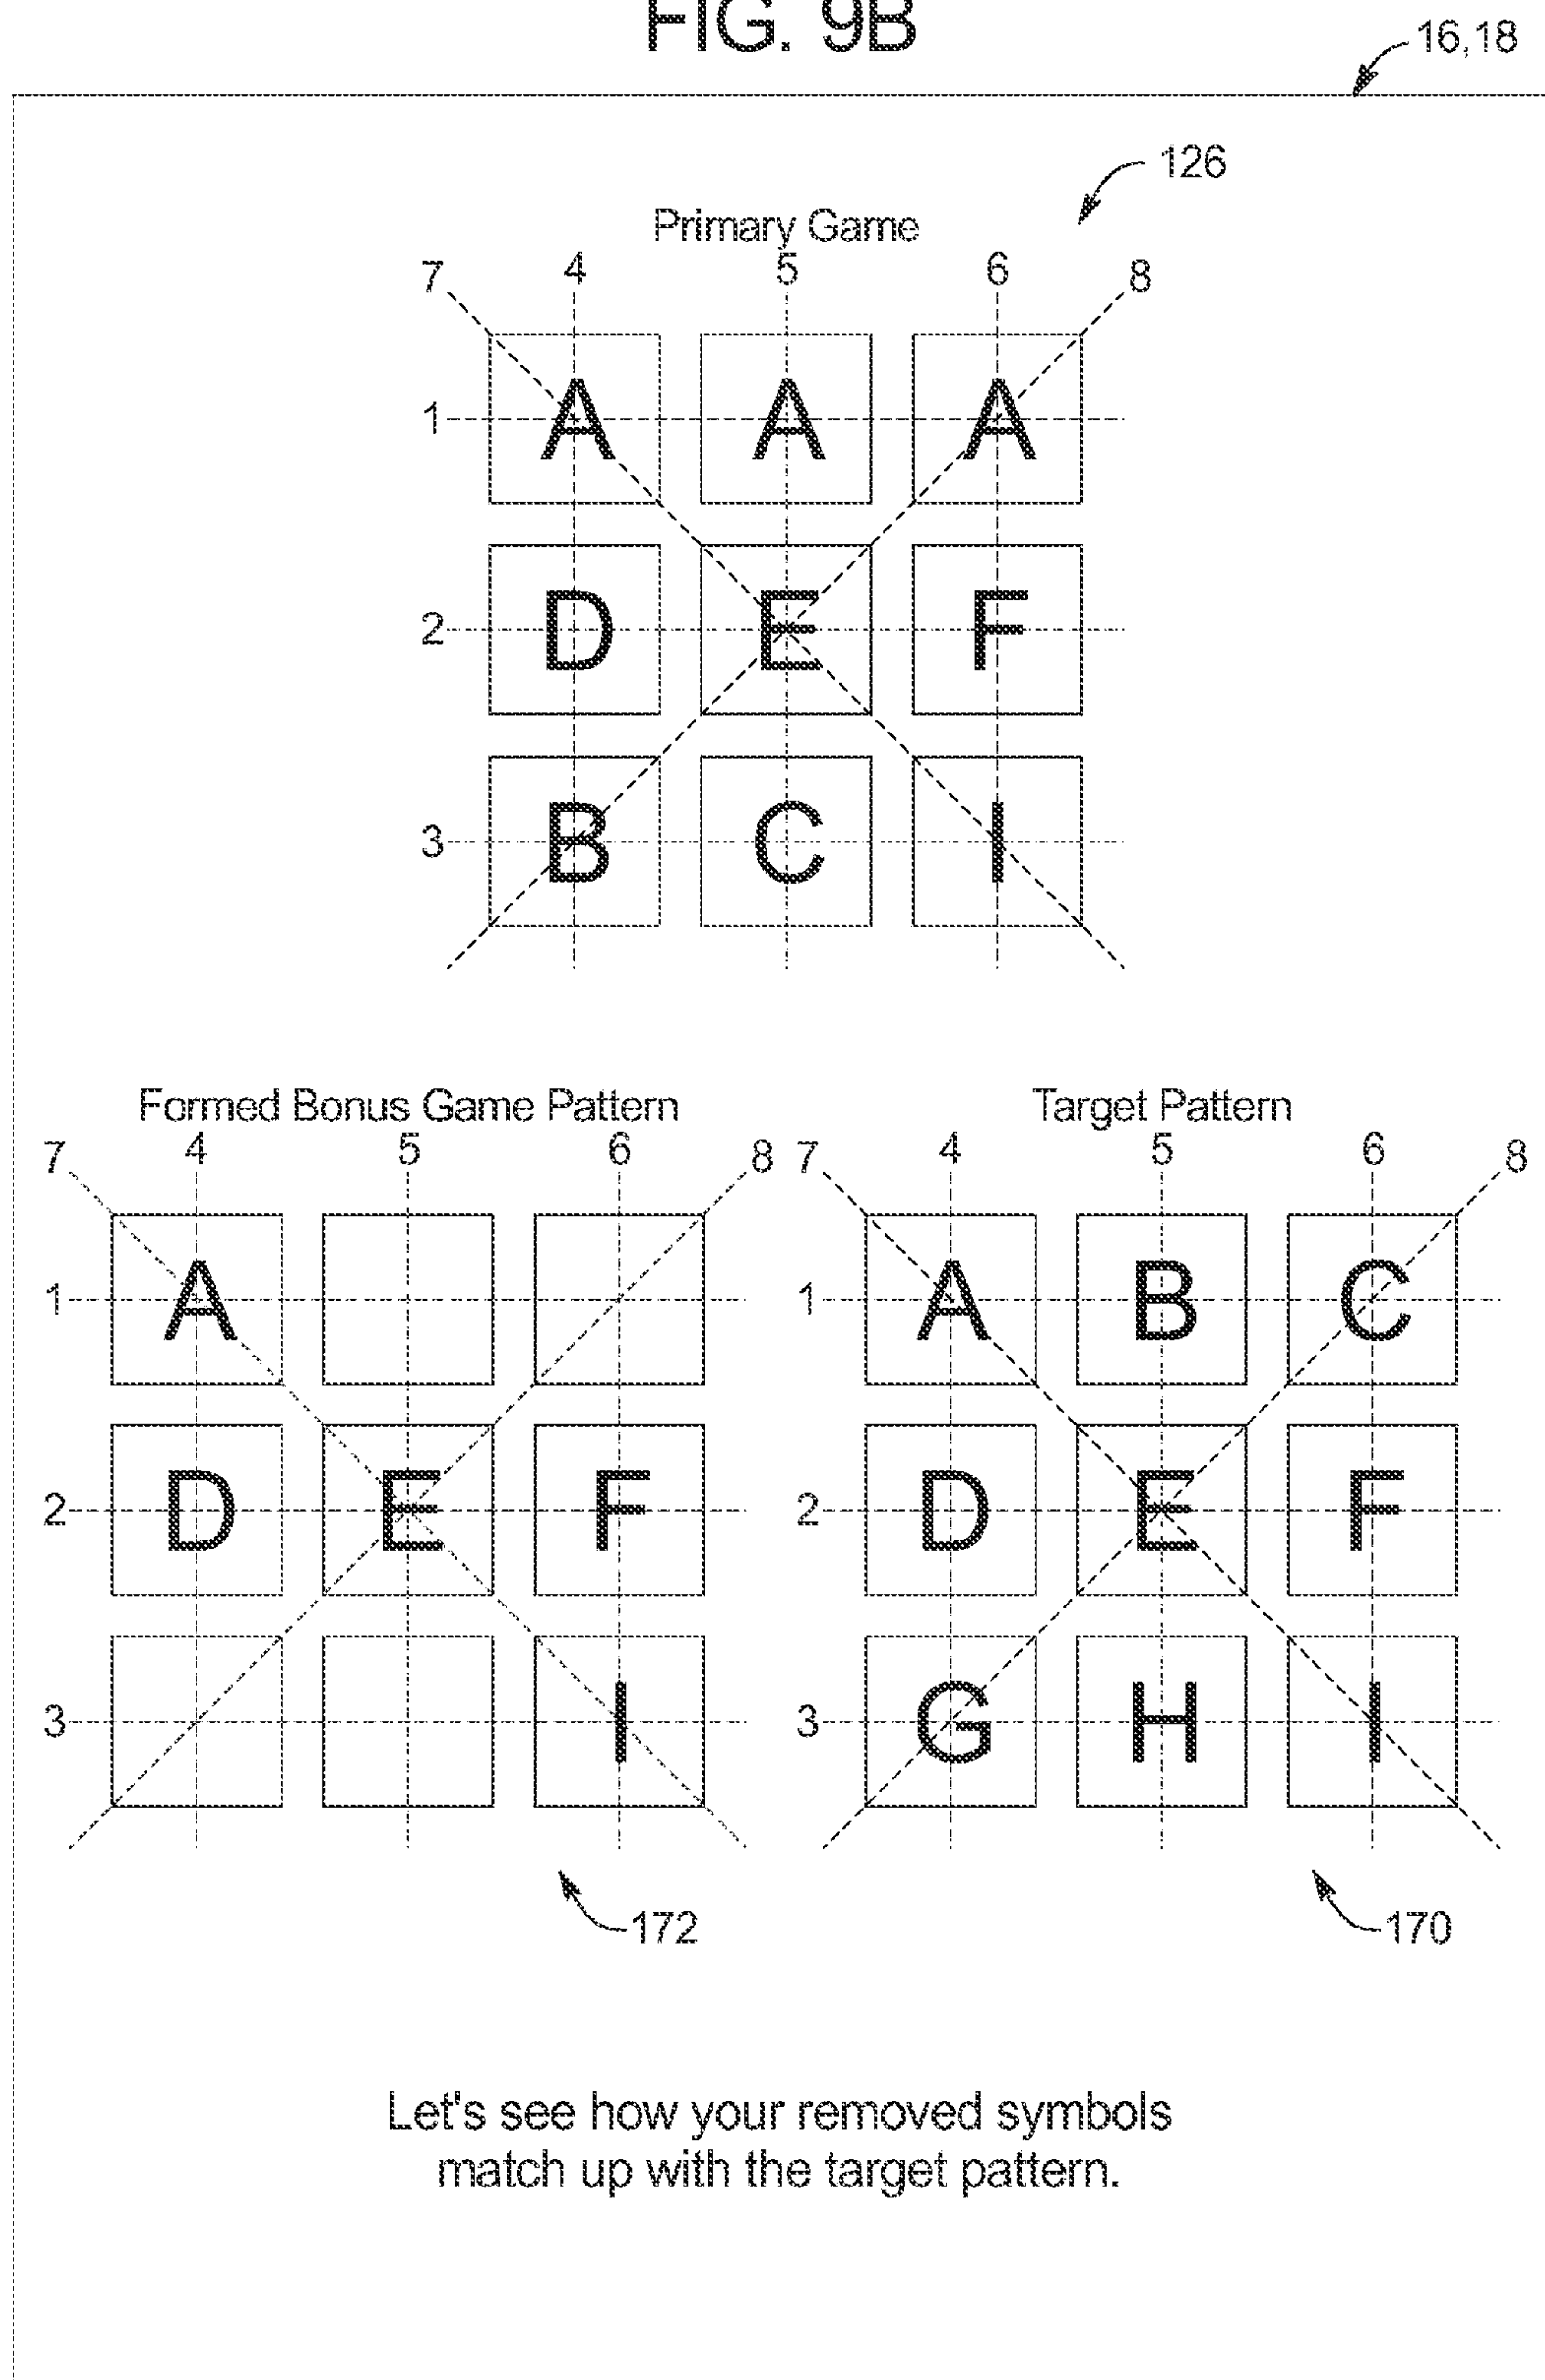 FIG. 9B
16,18
126
Primary Game
7 4 5 6 8
1 A A A
2 D E F
3 B C I
Formed Bonus Game Pattern
7 4 5 6 8
1 A
2 D E F
3 I
172
Target Pattern
7 4 5 6 8
1 A B C
2 D E F
3 G H I
170
Let's see how your removed symbols
match up with the target pattern.